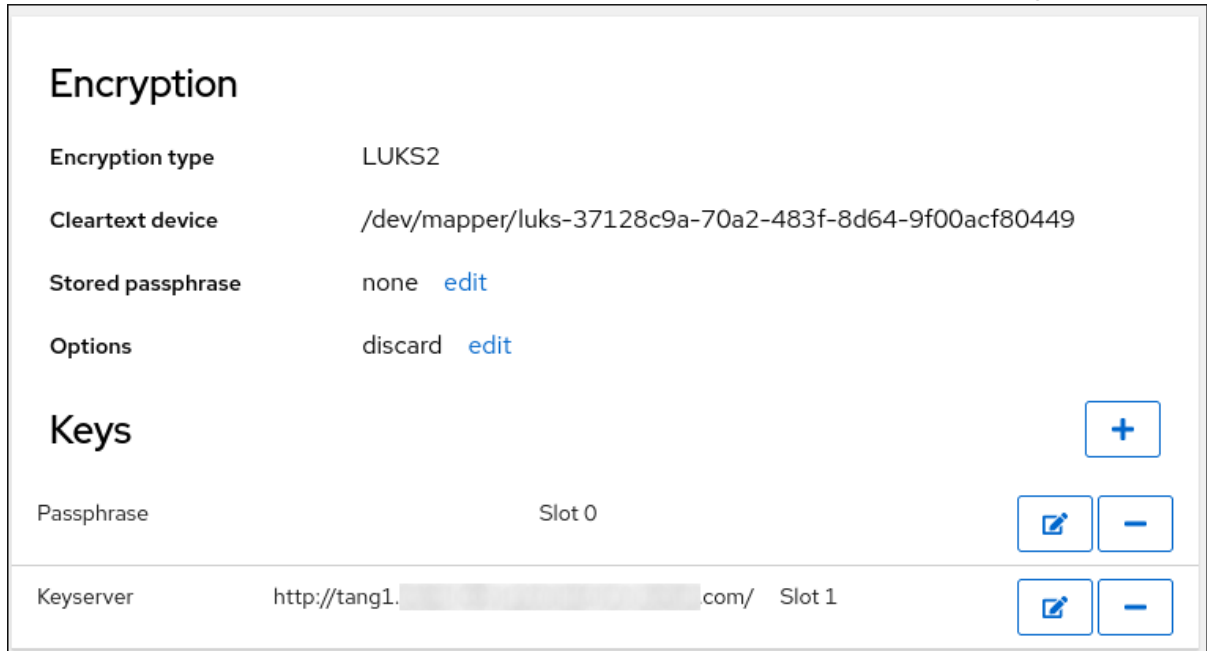 Encryption
Encryption type LUKS2
Cleartext device /dev/mapper/luks-37128c9a-70a2-483f-8d64-9f00acf80449
Stored passphrase none edit
Options discard edit
Keys
Passphrase Slot 0
Keyserver http://tang1. .com/ Slot 1